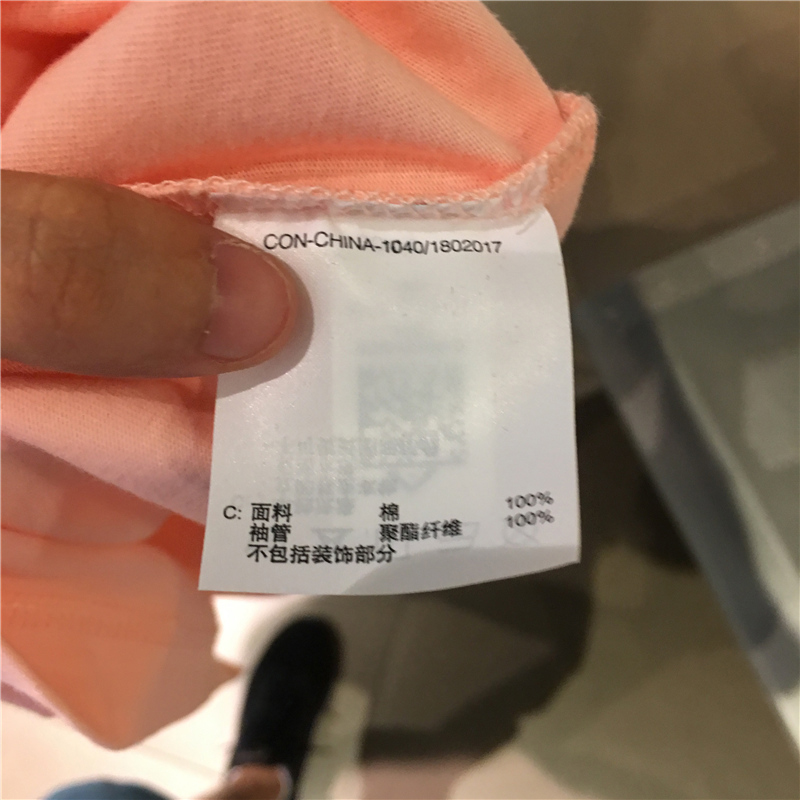 CON-CHINA-1040/1802017
C: 面料 棉 100%
袖管 聚酯纤维 100%
不包括装饰部分